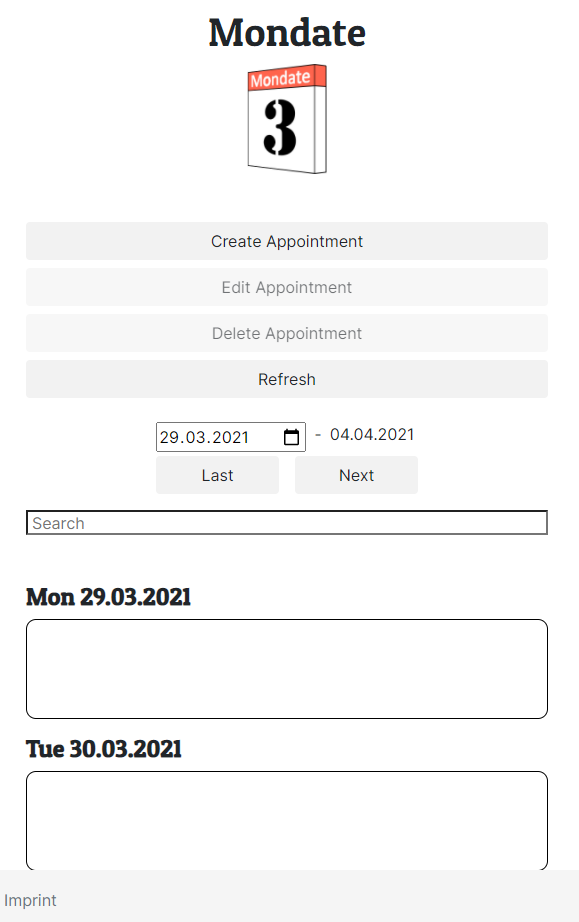 Mondate
Mondate
3
Create Appointment
Edit Appointment
Delete Appointment
Refresh
29.03.2021 - 04.04.2021
Last Next
Search
Mon 29.03.2021
Tue 30.03.2021
Imprint